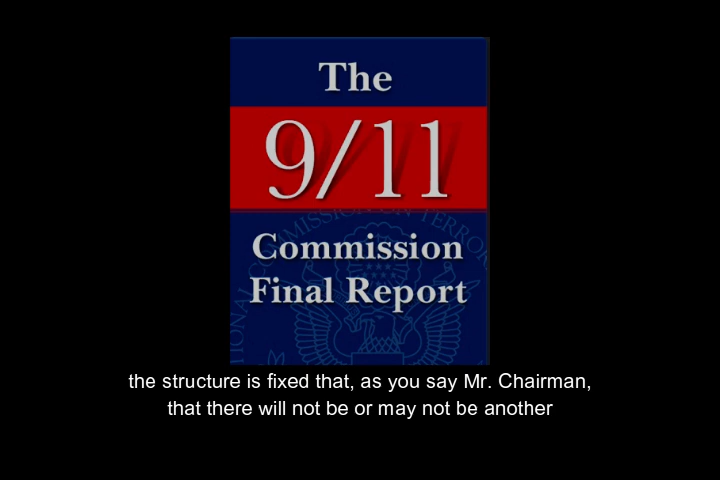 The
9/11
Commission
Final Report
the structure is fixed that, as you say Mr. Chairman,
that there will not be or may not be another